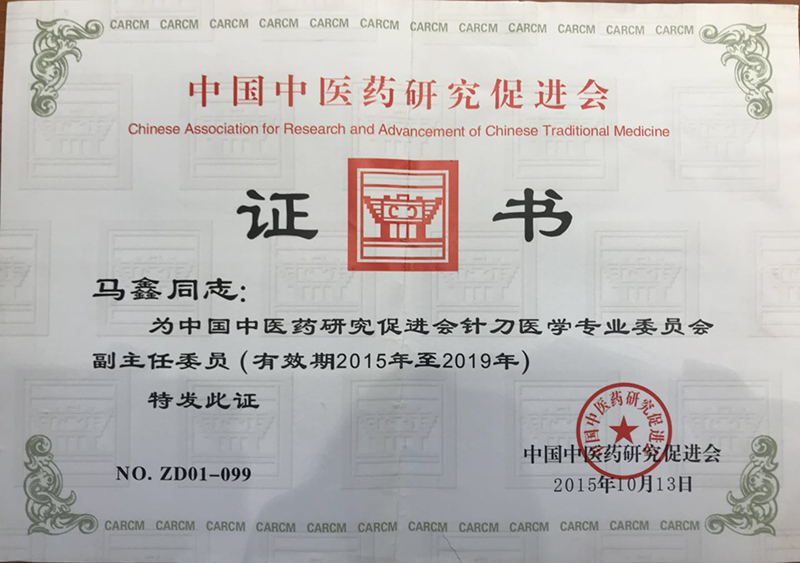 CARCM CARCM CARCM CARCM CARCM CARCM CARCM CARCM CARCM CARCM CARCM
中国中医药研究促进会
Chinese Association for Research and Advancement of Chinese Traditional Medicine
证 书
马鑫同志:
为中国中医药研究促进会针刀医学专业委员会
副主任委员(有效期2015年至2019年)
特发此证
中国中医药研究促进会
NO. ZD01-099
中国中医药研究促进会
2015年10月13日
CARCM CARCM CARCM CARCM CARCM CARCM CARCM CARCM CARCM CARCM CARCM